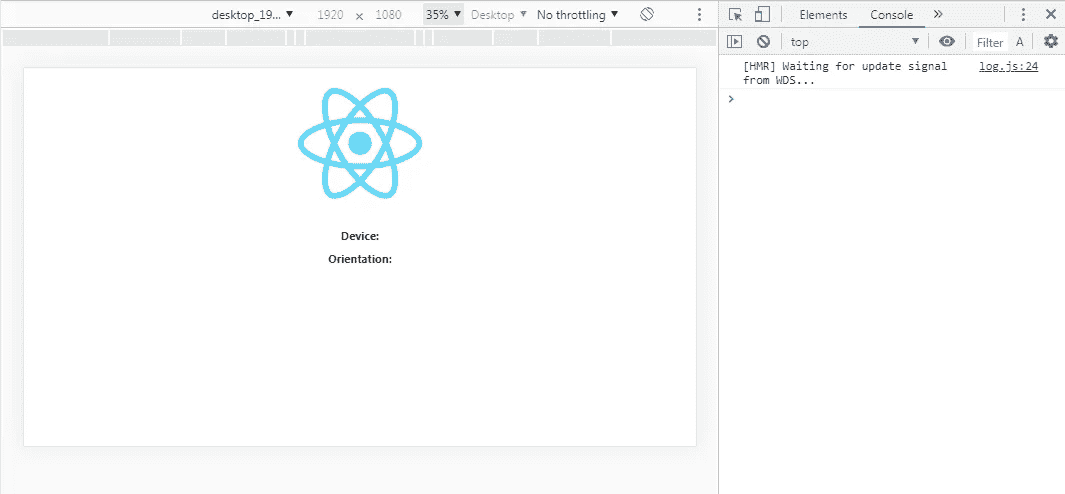 desktop_19... ▼ 1920 × 1080 35% ▼ Desktop ▼ No throttling ▼
Elements Console »
top ▼ Filter A
[HMR] Waiting for update signal log.js:24
from WDS...
>
Device:
Orientation: